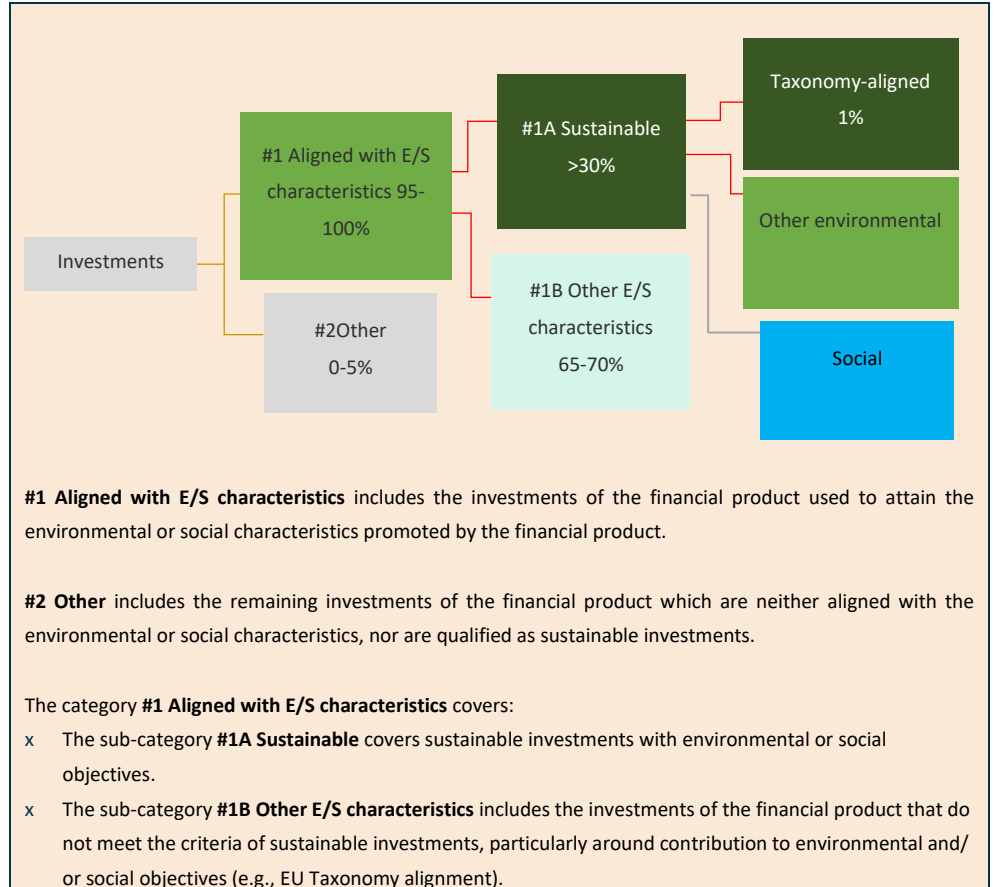 Taxonomy-aligned
1%
#1A Sustainable
>30%
#1 Aligned with E/S
characteristics 95-
100%
Other environmental
Investments
#1B Other E/S
characteristics
65-70%
#2Other
0-5%
Social
#1 Aligned with E/S characteristics includes the investments of the financial product used to attain the
environmental or social characteristics promoted by the financial product.
#2 Other includes the remaining investments of the financial product which are neither aligned with the
environmental or social characteristics, nor are qualified as sustainable investments.
The category #1 Aligned with E/S characteristics covers:
x The sub-category #1A Sustainable covers sustainable investments with environmental or social
objectives.
x The sub-category #1B Other E/S characteristics includes the investments of the financial product that do
not meet the criteria of sustainable investments, particularly around contribution to environmental and/
or social objectives (e.g., EU Taxonomy alignment).